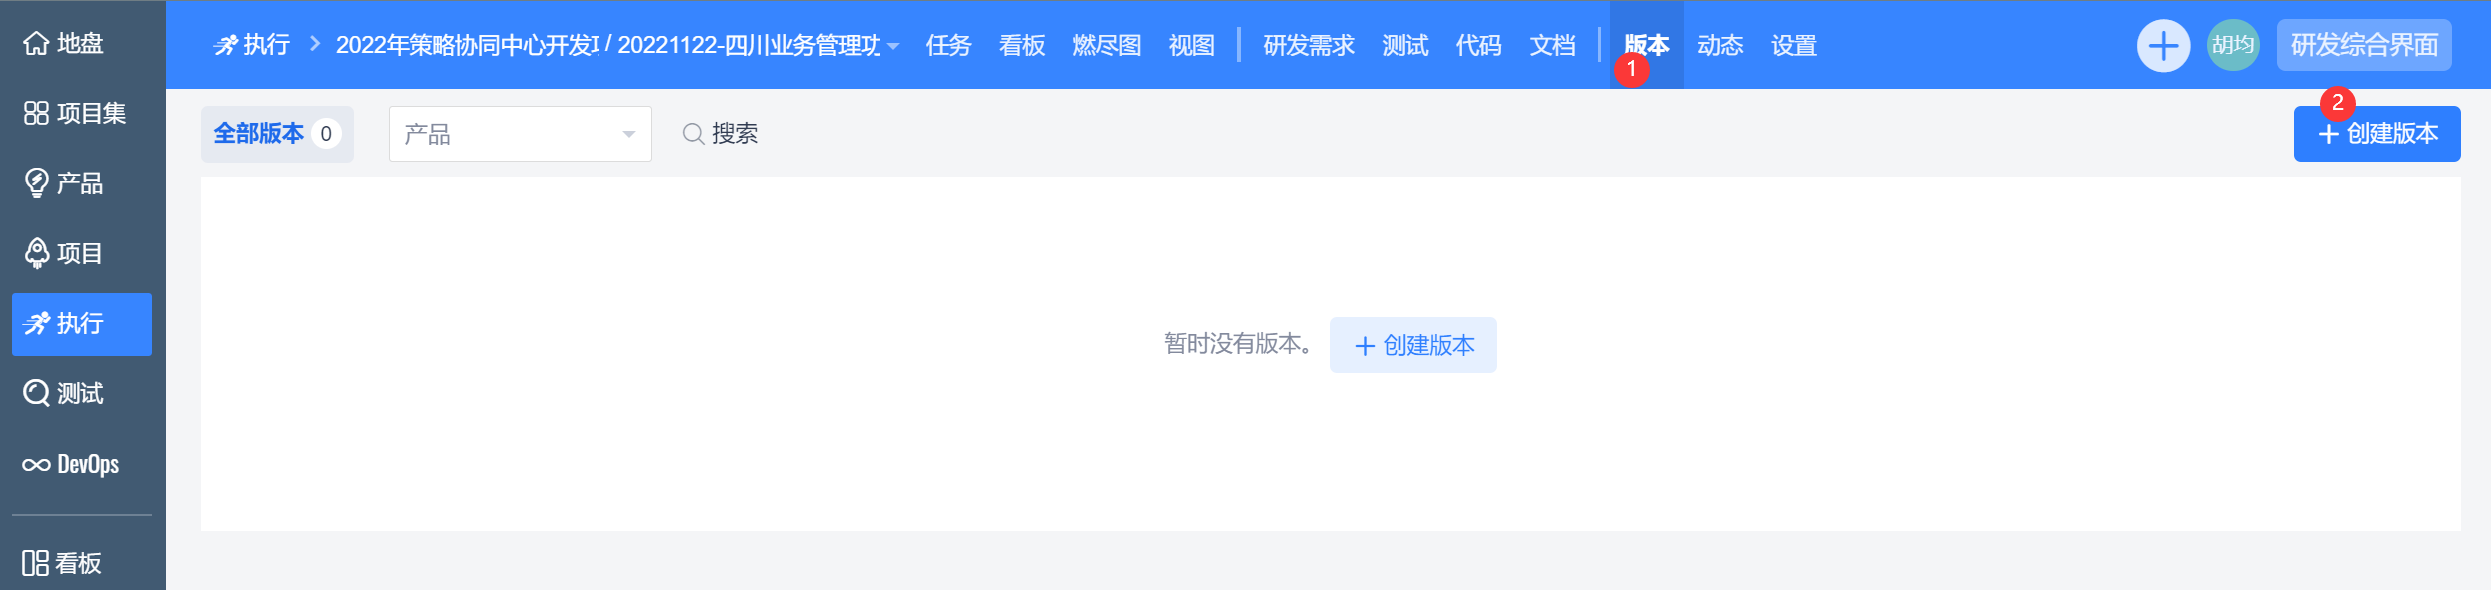 地盘
项目集
产品
项目
执行
测试
DevOps
看板
执行 > 2022年策略协同中心开发 / 20221122-四川业务管理功 任务 看板 燃尽图 视图 研发需求 测试 代码 文档 版本 动态 设置 胡均 研发综合界面
1
2
全部版本 0 产品 搜索 + 创建版本
暂时没有版本。 + 创建版本